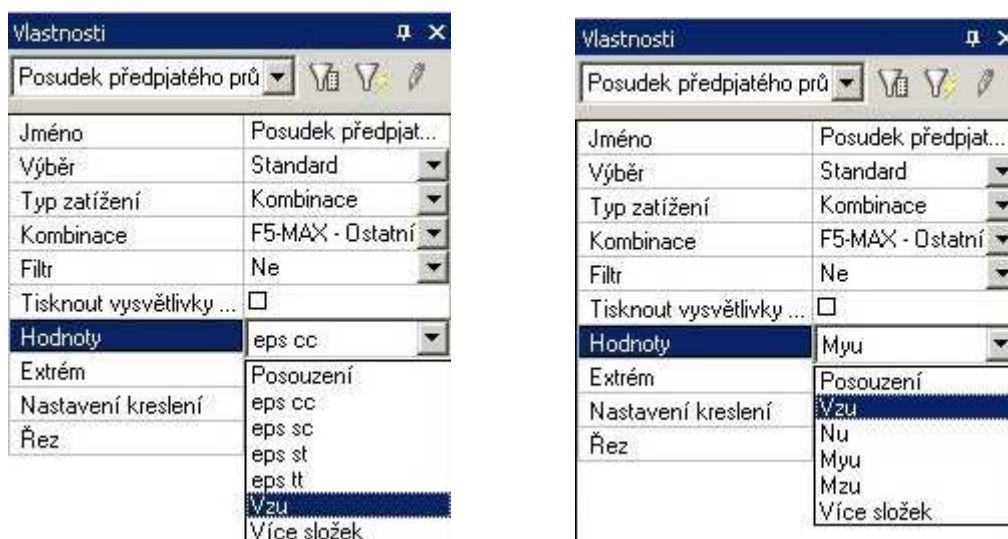 Vlastnosti
Posudek předpjatého prů
Jméno Posudek předpjat...
Výběr Standard
Typ zatížení Kombinace
Kombinace F5-MAX - Ostatní
Filtr Ne
Tisknout vysvětlivky ...
Hodnoty eps cc
Extrém Posouzení
Nastavení kreslení eps cc
Řez eps sc
eps st
eps tt
Vzu
Více složek
Vlastnosti
Posudek předpjatého prů
Jméno Posudek předpjat...
Výběr Standard
Typ zatížení Kombinace
Kombinace F5-MAX - Ostatní
Filtr Ne
Tisknout vysvětlivky ...
Hodnoty Myu
Extrém Posouzení
Nastavení kreslení Vzu
Řez Nu
Myu
Mzu
Více složek